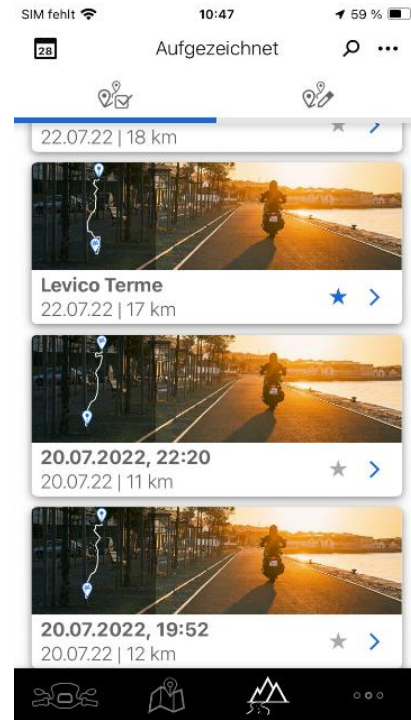 SIM fehlt 10:47 59 %
28 Aufgezeichnet
22.07.22 | 18 km
Levico Terme
22.07.22 | 17 km
20.07.2022, 22:20
20.07.22 | 11 km
20.07.2022, 19:52
20.07.22 | 12 km